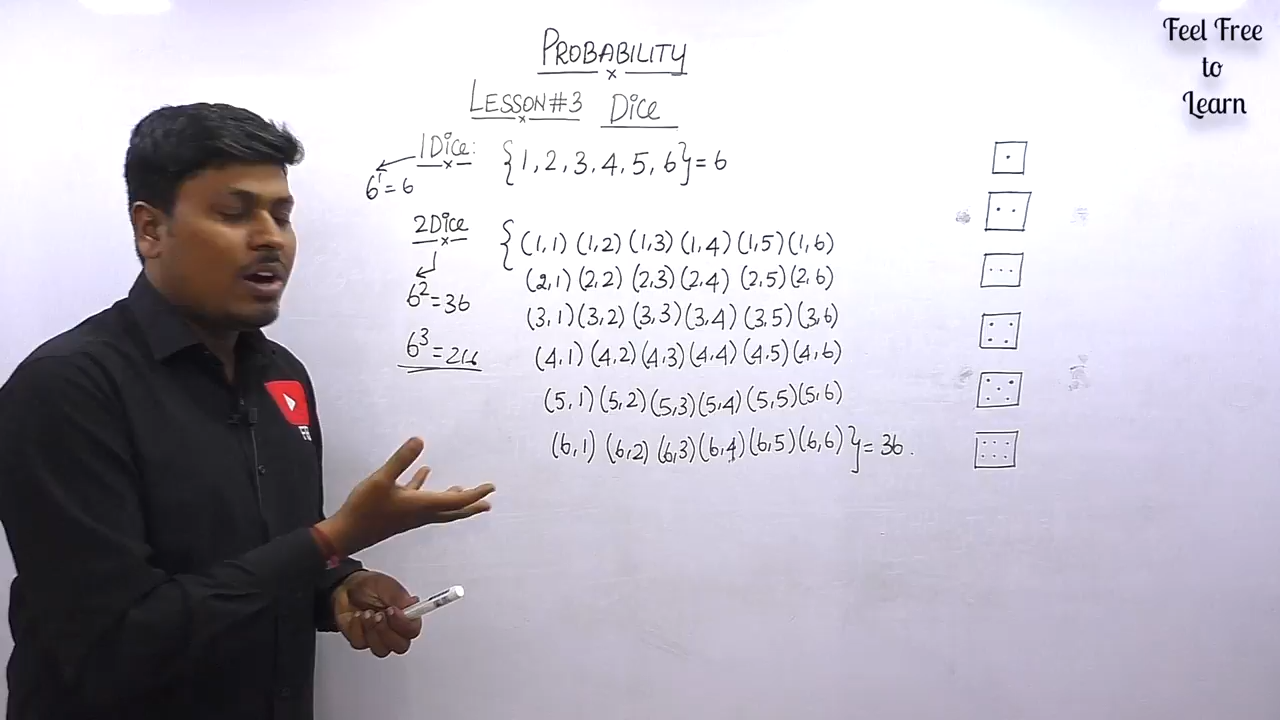 Feel Free
to
Learn
PROBABILITY
LESSON#3 Dice
1Dice: {1, 2, 3, 4, 5, 6} = 6
6¹ = 6
2Dice { (1,1) (1,2) (1,3) (1,4) (1,5) (1,6)
(2,1) (2,2) (2,3) (2,4) (2,5) (2,6)
6² = 36
(3,1) (3,2) (3,3) (3,4) (3,5) (3,6)
6³ = 216
(4,1) (4,2) (4,3) (4,4) (4,5) (4,6)
(5,1) (5,2) (5,3) (5,4) (5,5) (5,6)
(6,1) (6,2) (6,3) (6,4) (6,5) (6,6) } = 36.